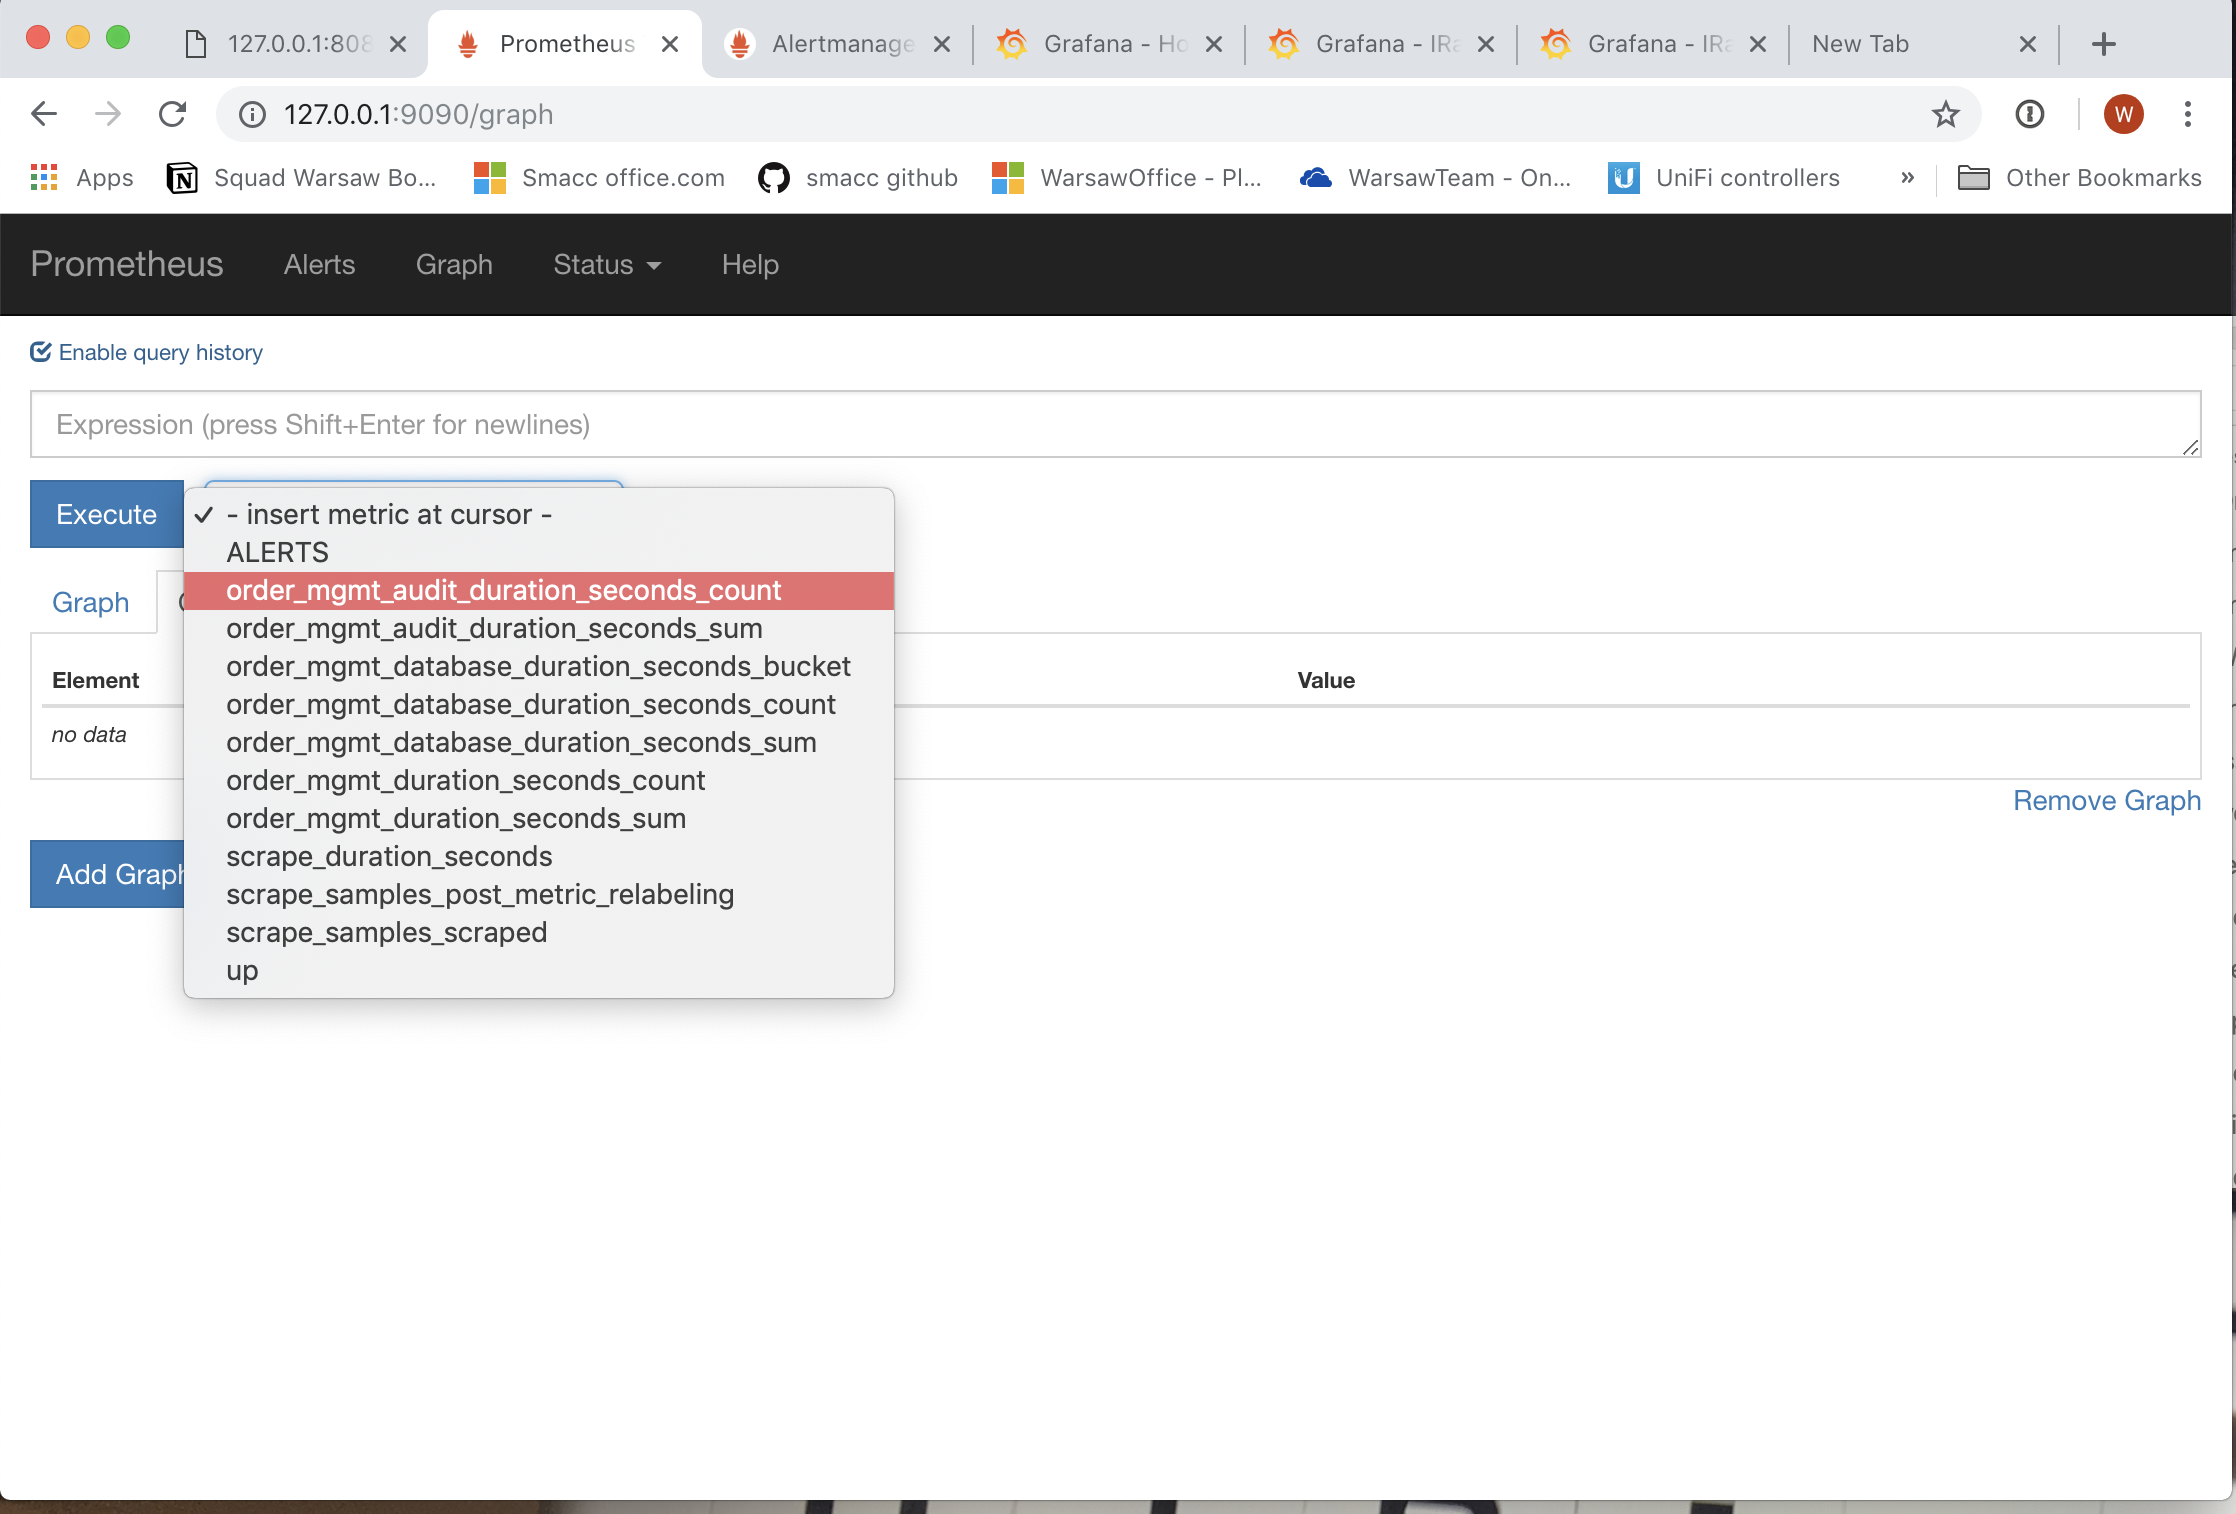 127.0.0.1:808
Prometheus
Alertmanage
Grafana - Ho
Grafana - IRa
Grafana - IRa
New Tab
127.0.0.1:9090/graph
W
Apps
Squad Warsaw Bo...
Smacc office.com
smacc github
WarsawOffice - Pl...
WarsawTeam - On...
UniFi controllers
»
Other Bookmarks
Prometheus
Alerts
Graph
Status
Help
Enable query history
Expression (press Shift+Enter for newlines)
Execute
- insert metric at cursor -
ALERTS
order_mgmt_audit_duration_seconds_count
order_mgmt_audit_duration_seconds_sum
order_mgmt_database_duration_seconds_bucket
order_mgmt_database_duration_seconds_count
order_mgmt_database_duration_seconds_sum
order_mgmt_duration_seconds_count
order_mgmt_duration_seconds_sum
scrape_duration_seconds
scrape_samples_post_metric_relabeling
scrape_samples_scraped
up
Graph
Element
Value
no data
Remove Graph
Add Graph